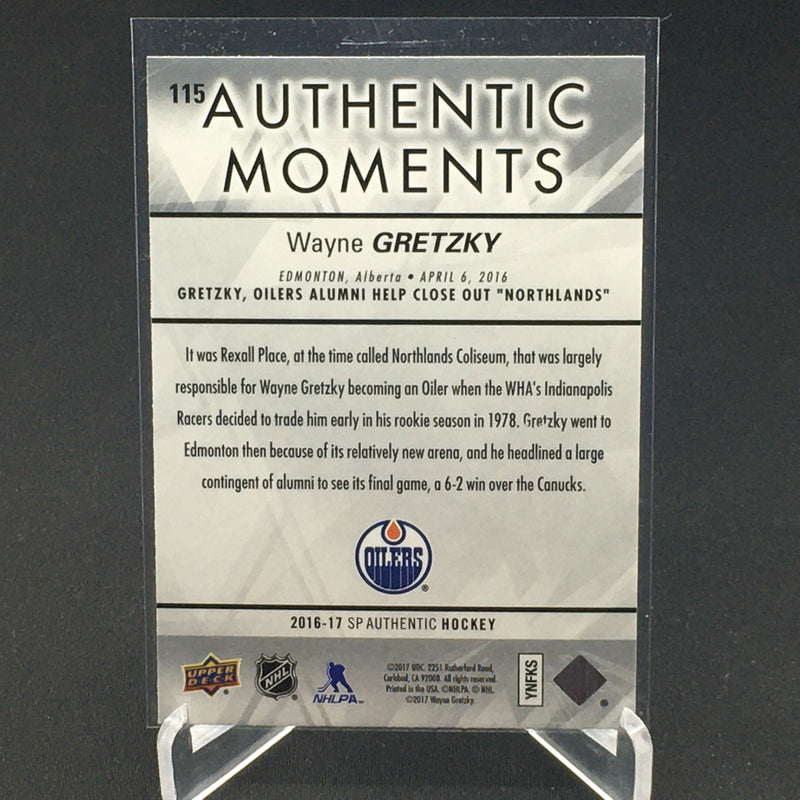 115 AUTHENTIC
MOMENTS
Wayne GRETZKY
EDMONTON, Alberta • APRIL 6, 2016
GRETZKY, OILERS ALUMNI HELP CLOSE OUT "NORTHLANDS"
It was Rexall Place, at the time called Northlands Coliseum, that was largely
responsible for Wayne Gretzky becoming an Oiler when the WHA's Indianapolis
Racers decided to trade him early in his rookie season in 1978. Gretzky went to
Edmonton then because of its relatively new arena, and he headlined a large
contingent of alumni to see its final game, a 6-2 win over the Canucks.
OILERS
2016-17 SP AUTHENTIC HOCKEY
UPPER
DECK
NHL
NHLPA
©2017 UDC. 2251 Rutherford Road,
Carlsbad, CA 92008. All rights reserved.
Printed in the USA. ©NHLPA. © NHL.
©2017 Wayne Gretzky.
YNFKS